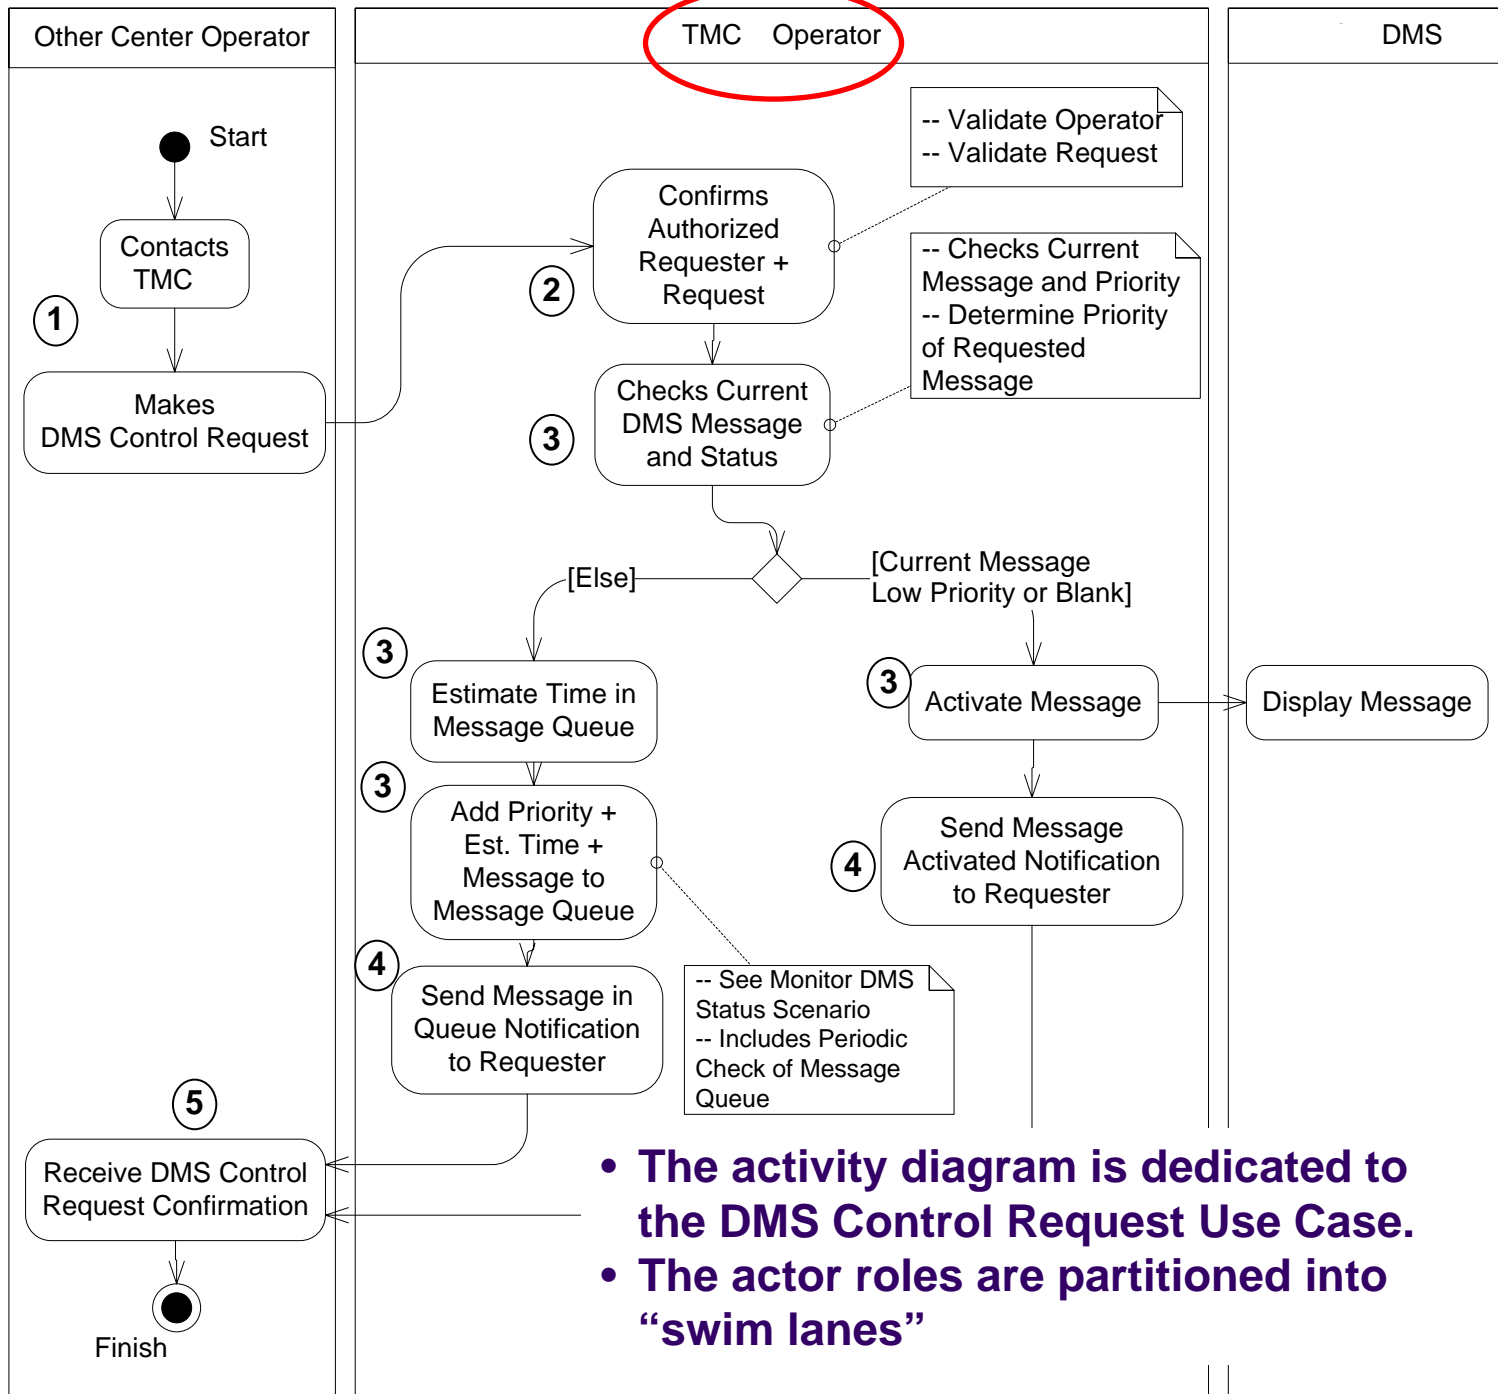 Other Center Operator
TMC Operator
DMS
Start
Contacts
TMC
1
Makes
DMS Control Request
-- Validate Operator
-- Validate Request
Confirms
Authorized
Requester +
Request
2
-- Checks Current
Message and Priority
-- Determine Priority
of Requested
Message
Checks Current
DMS Message
and Status
3
[Else]
[Current Message
Low Priority or Blank]
3
Estimate Time in
Message Queue
3
Activate Message
Display Message
3
Add Priority +
Est. Time +
Message to
Message Queue
Send Message
Activated Notification
to Requester
4
4
Send Message in
Queue Notification
to Requester
-- See Monitor DMS
Status Scenario
-- Includes Periodic
Check of Message
Queue
5
Receive DMS Control
Request Confirmation
Finish
• The activity diagram is dedicated to
the DMS Control Request Use Case.
• The actor roles are partitioned into
“swim lanes”